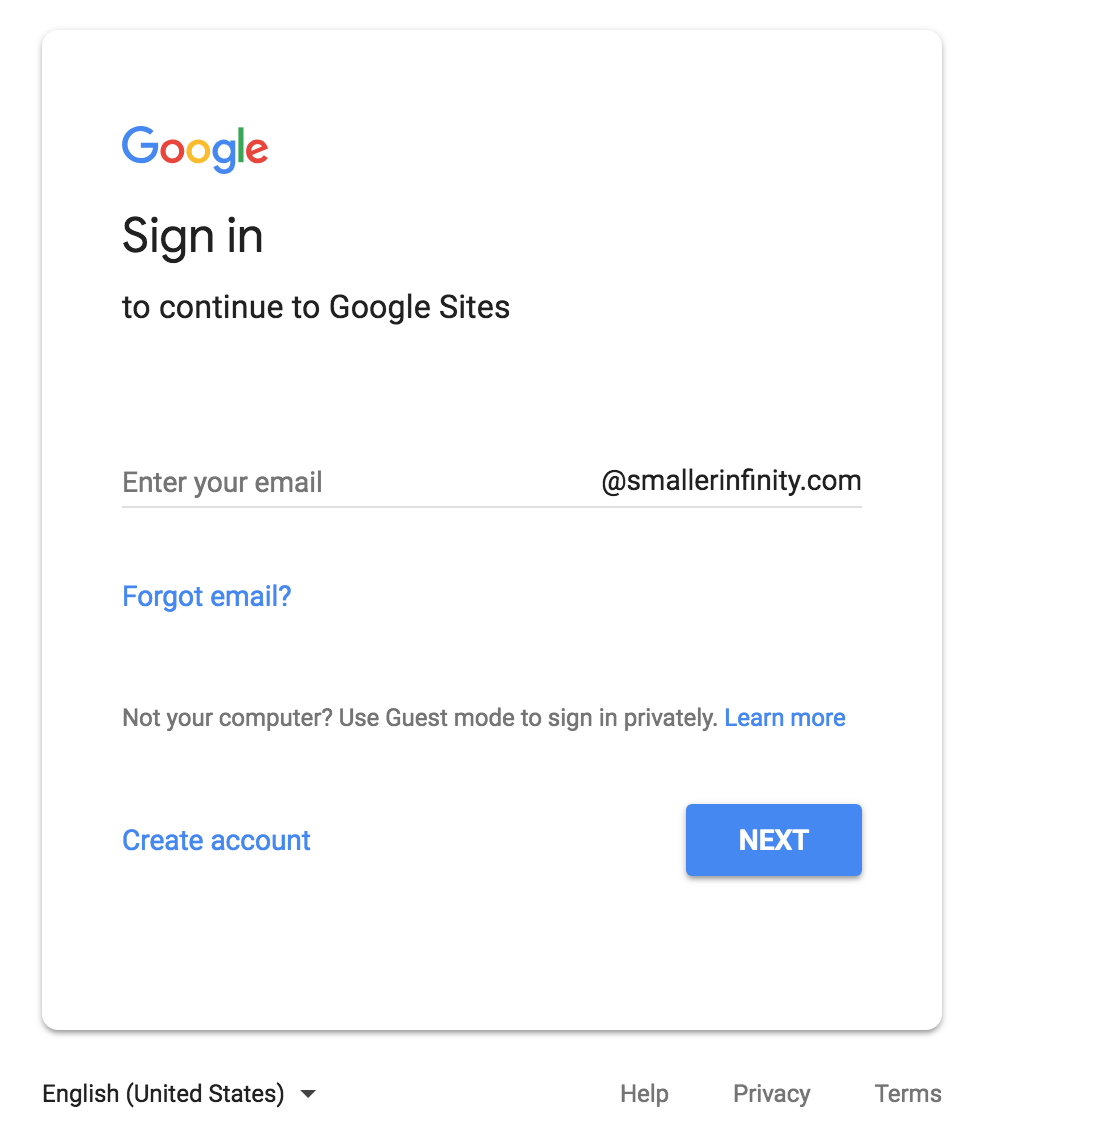 Google
Sign in
to continue to Google Sites
Enter your email @smallerinfinity.com
Forgot email?
Not your computer? Use Guest mode to sign in privately. Learn more
Create account NEXT
English (United States) Help Privacy Terms